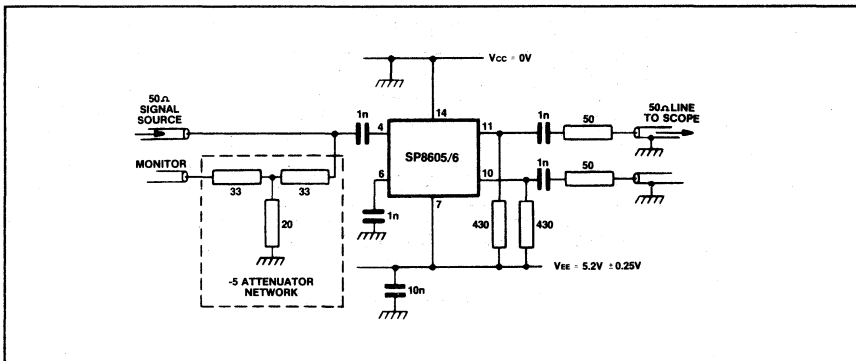 VCC = 0V
50Ω
SIGNAL
SOURCE
1n
4
14
11
1n
50
50Ω LINE
TO SCOPE
SP8605/6
MONITOR
33
33
6
10
1n
50
20
1n
7
430
430
-5 ATTENUATOR
NETWORK
VEE = 5.2V ± 0.25V
10n